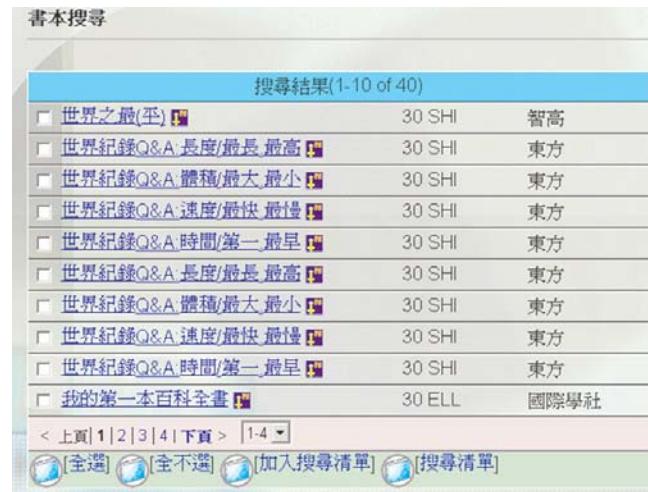 書本搜尋
搜尋結果(1-10 of 40)
世界之最(平) 30 SHI 智高
世界紀錄Q&A:長度/最長 最高 30 SHI 東方
世界紀錄Q&A:體積/最大 最小 30 SHI 東方
世界紀錄Q&A:速度/最快 最慢 30 SHI 東方
世界紀錄Q&A:時間/第一 最早 30 SHI 東方
世界紀錄Q&A:長度/最長 最高 30 SHI 東方
世界紀錄Q&A:體積/最大 最小 30 SHI 東方
世界紀錄Q&A:速度/最快 最慢 30 SHI 東方
世界紀錄Q&A:時間/第一 最早 30 SHI 東方
我的第一本百科全書 30 ELL 國際學社
< 上頁|1|2|3|4|下頁 > 1-4
[全選] [全不選] [加入搜尋清單] [搜尋清單]